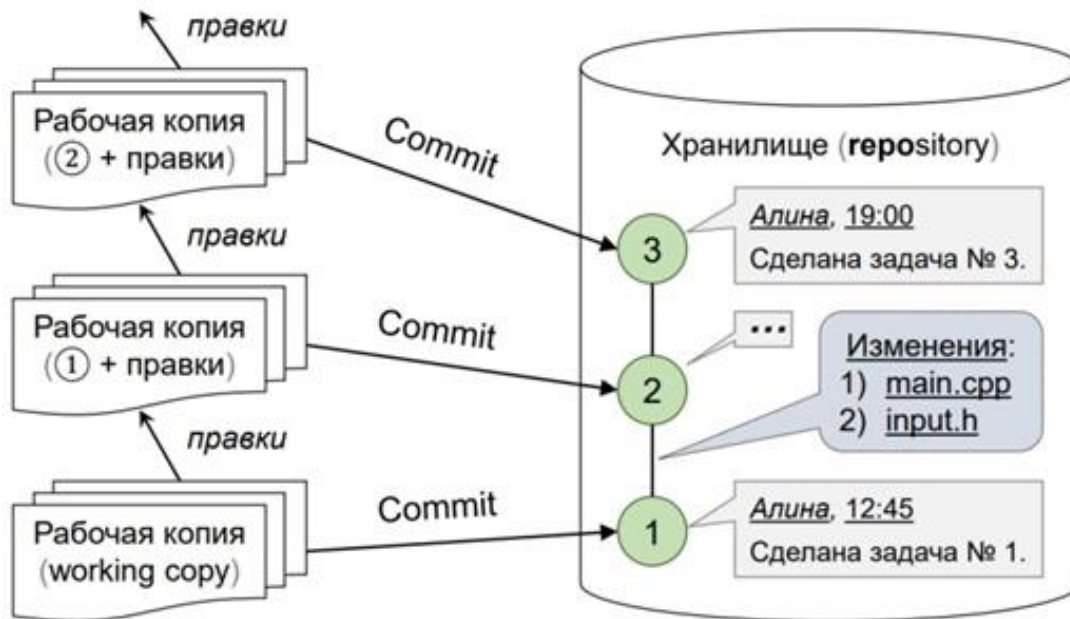 правки
Рабочая копия
(② + правки)
правки
Рабочая копия
(① + правки)
правки
Рабочая копия
(working copy)
Commit
Commit
Commit
Хранилище (repository)
3
Алина, 19:00
Сделана задача № 3.
2
...
Изменения:
1) main.cpp
2) input.h
1
Алина, 12:45
Сделана задача № 1.